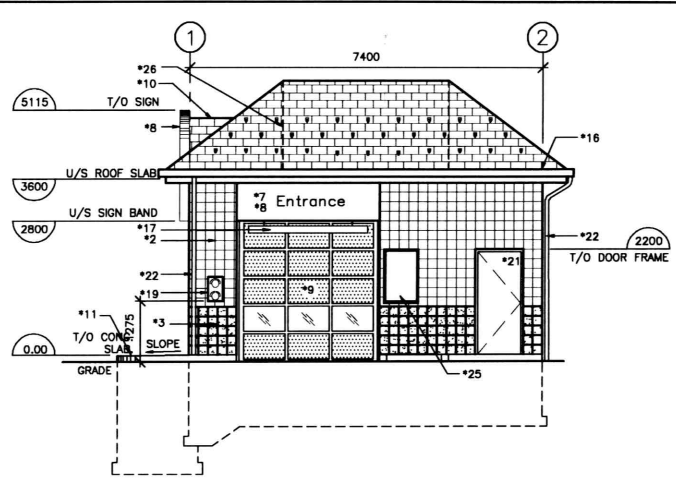 1
2
7400
*26
*10
5115
T/O SIGN
*8
*16
U/S ROOF SLAB
3600
*7
*8
Entrance
U/S SIGN BAND
2800
*17
*2
*22
2200
T/O DOOR FRAME
*22
*21
*19
*9
*11
1275
*3
T/O CONC
SLAB
SLOPE
0.00
GRADE
*25